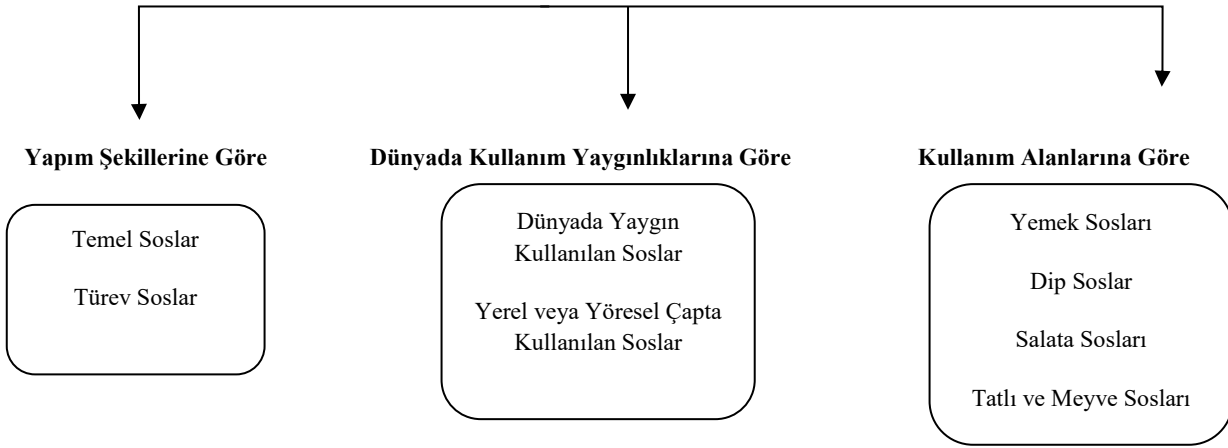 Yapım Şekillerine Göre
Temel Soslar
Türev Soslar
Dünyada Kullanım Yaygınlıklarına Göre
Dünyada Yaygın
Kullanılan Soslar
Yerel veya Yöresel Çapta
Kullanılan Soslar
Kullanım Alanlarına Göre
Yemek Sosları
Dip Soslar
Salata Sosları
Tatlı ve Meyve Sosları